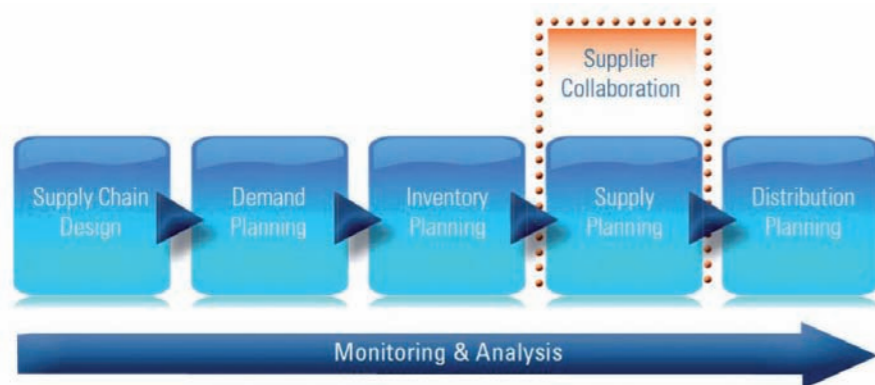 Supplier
Collaboration
Supply Chain
Design
Demand
Planning
Inventory
Planning
Supply
Planning
Distribution
Planning
Monitoring & Analysis